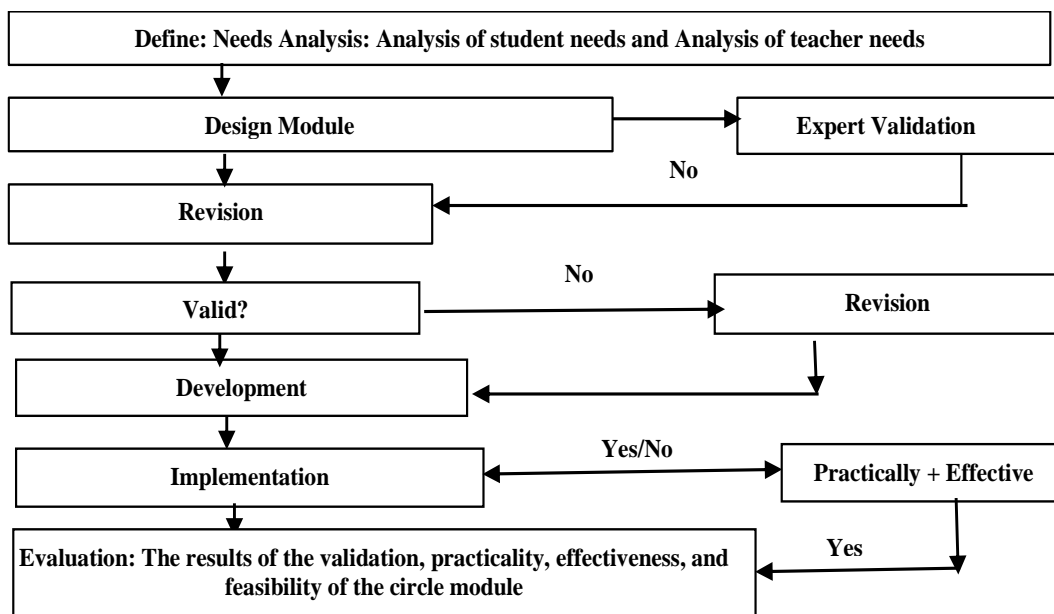 Define: Needs Analysis: Analysis of student needs and Analysis of teacher needs
Design Module
Expert Validation
No
Revision
No
Valid?
Revision
Development
Yes/No
Implementation
Practically + Effective
Evaluation: The results of the validation, practicality, effectiveness, and
feasibility of the circle module
Yes